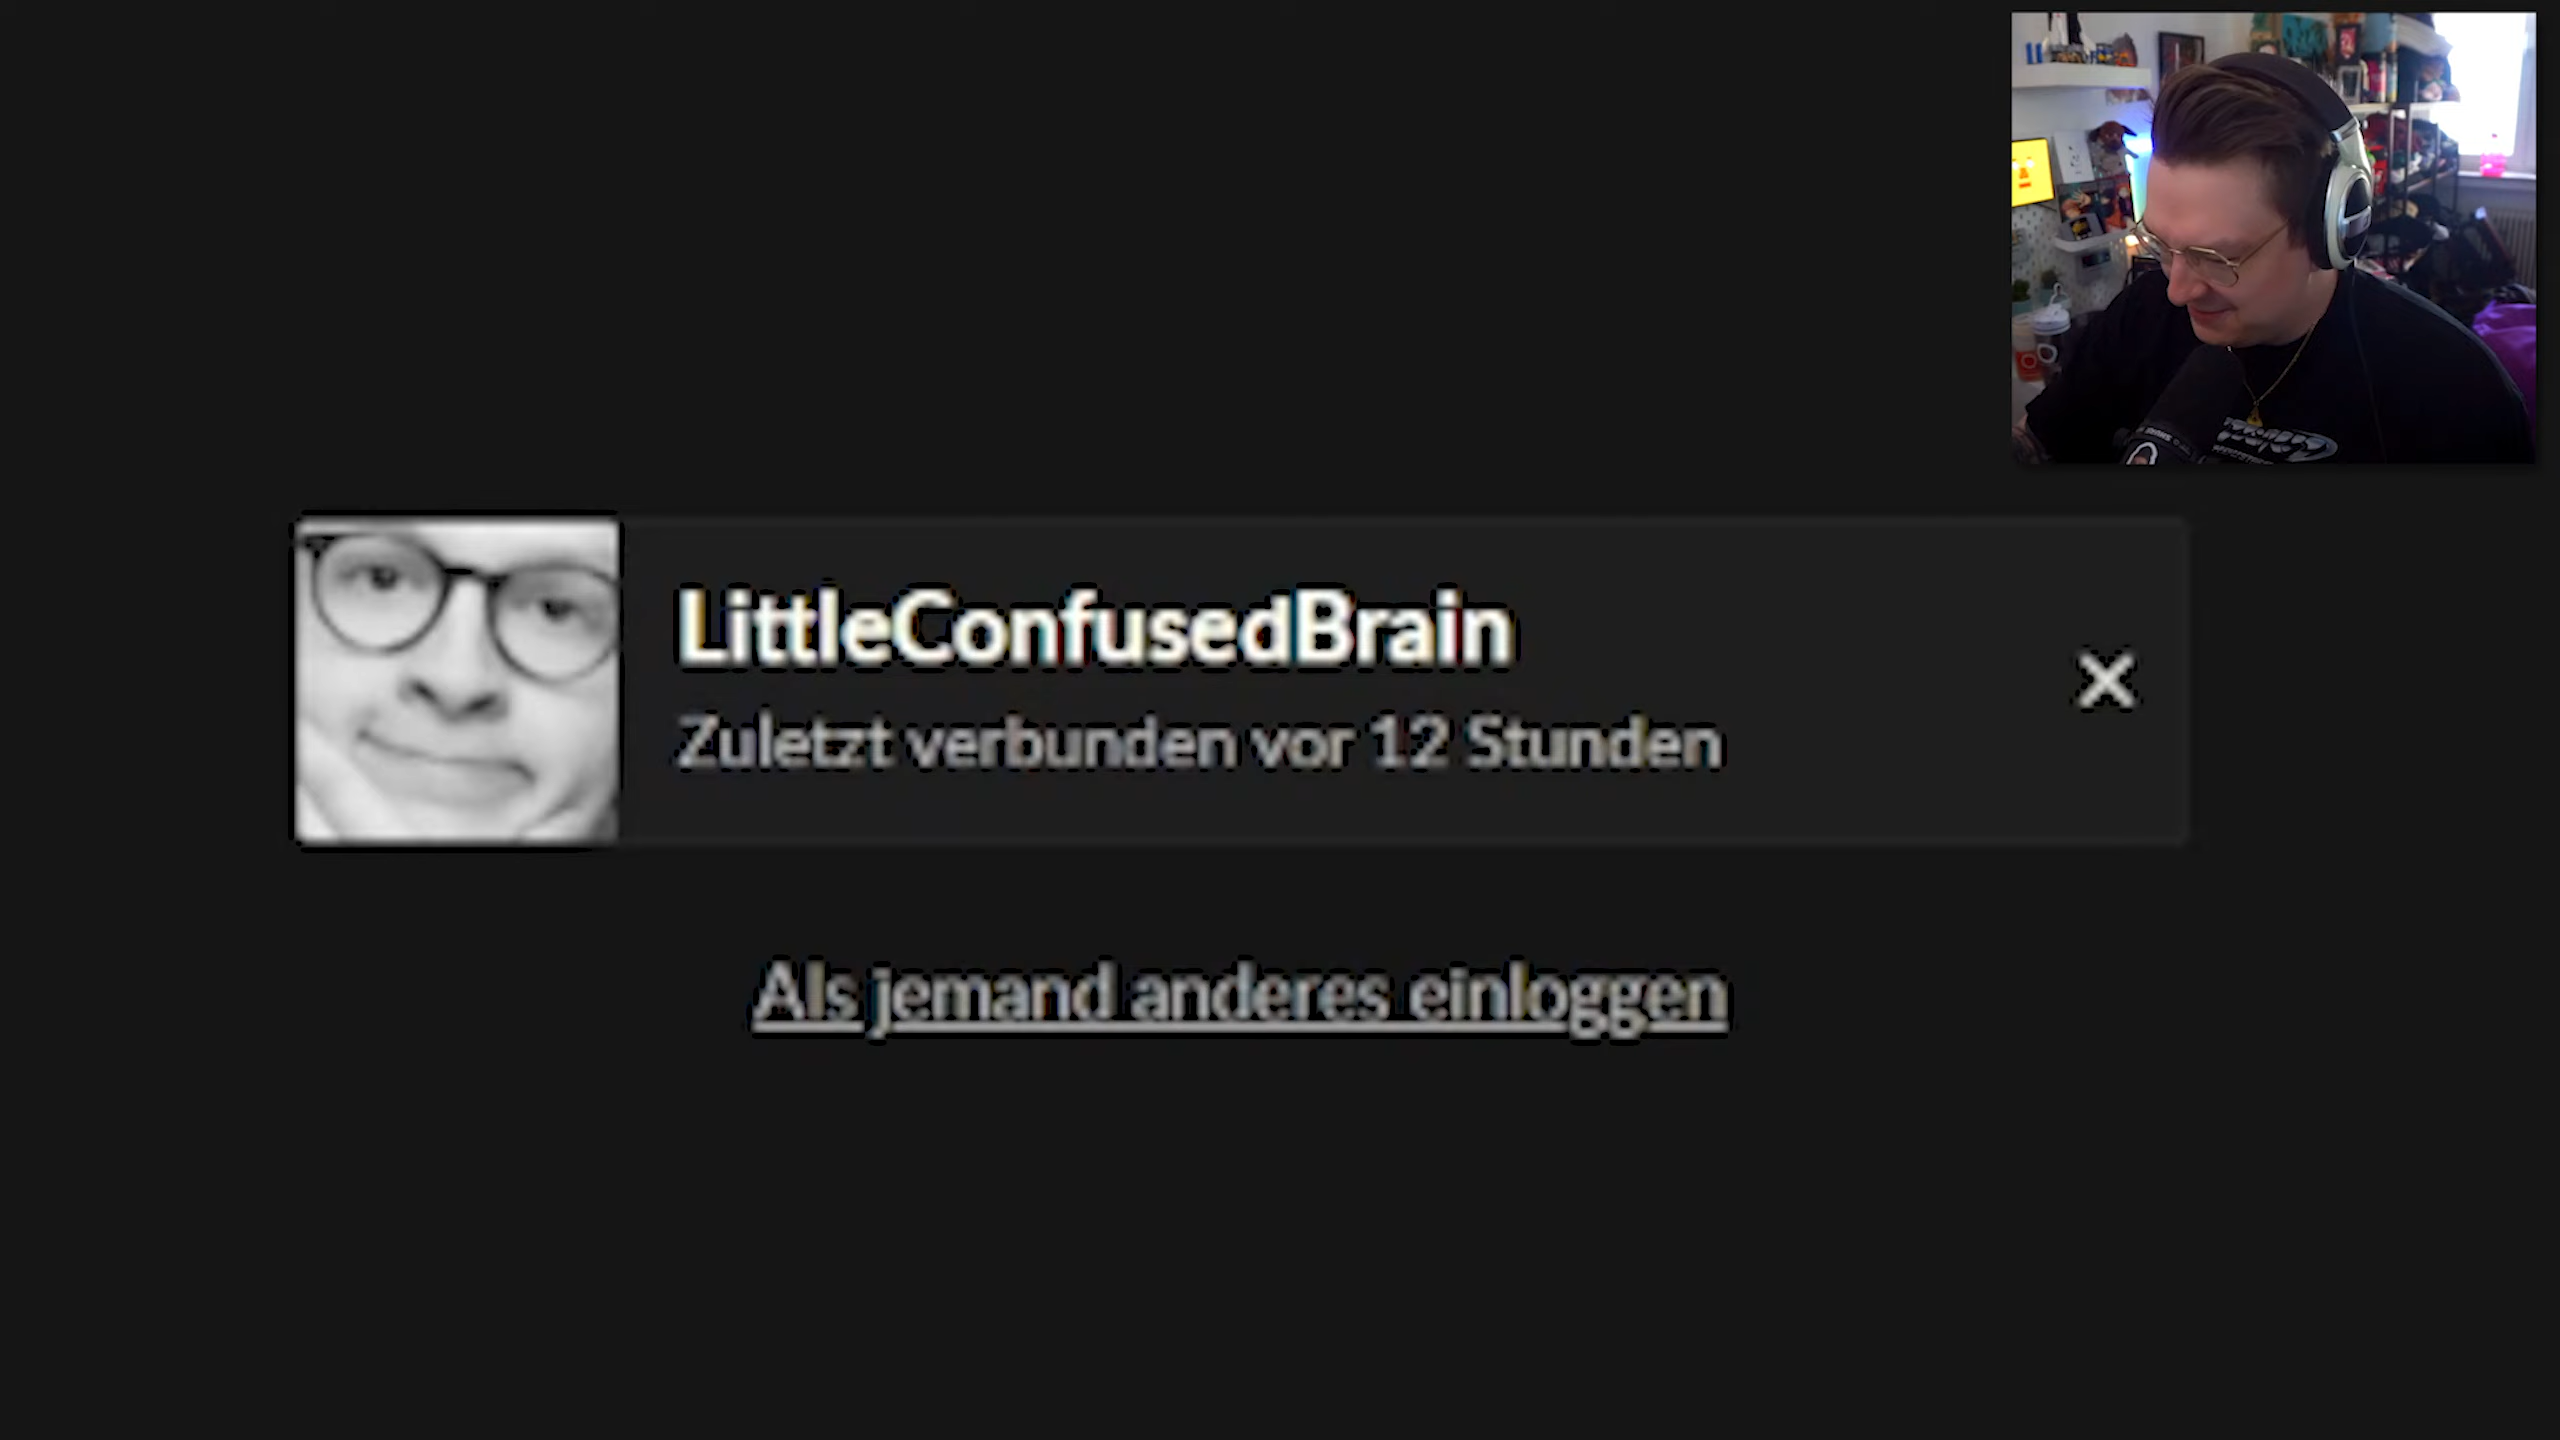 LittleConfusedBrain
Zuletzt verbunden vor 12 Stunden
Als jemand anderes einloggen